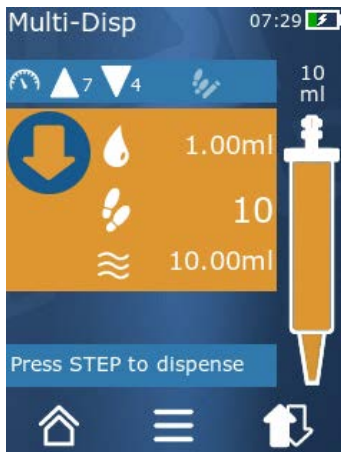 Multi-Disp 07:29
7 4
10
ml
1.00ml
10
10.00ml
Press STEP to dispense